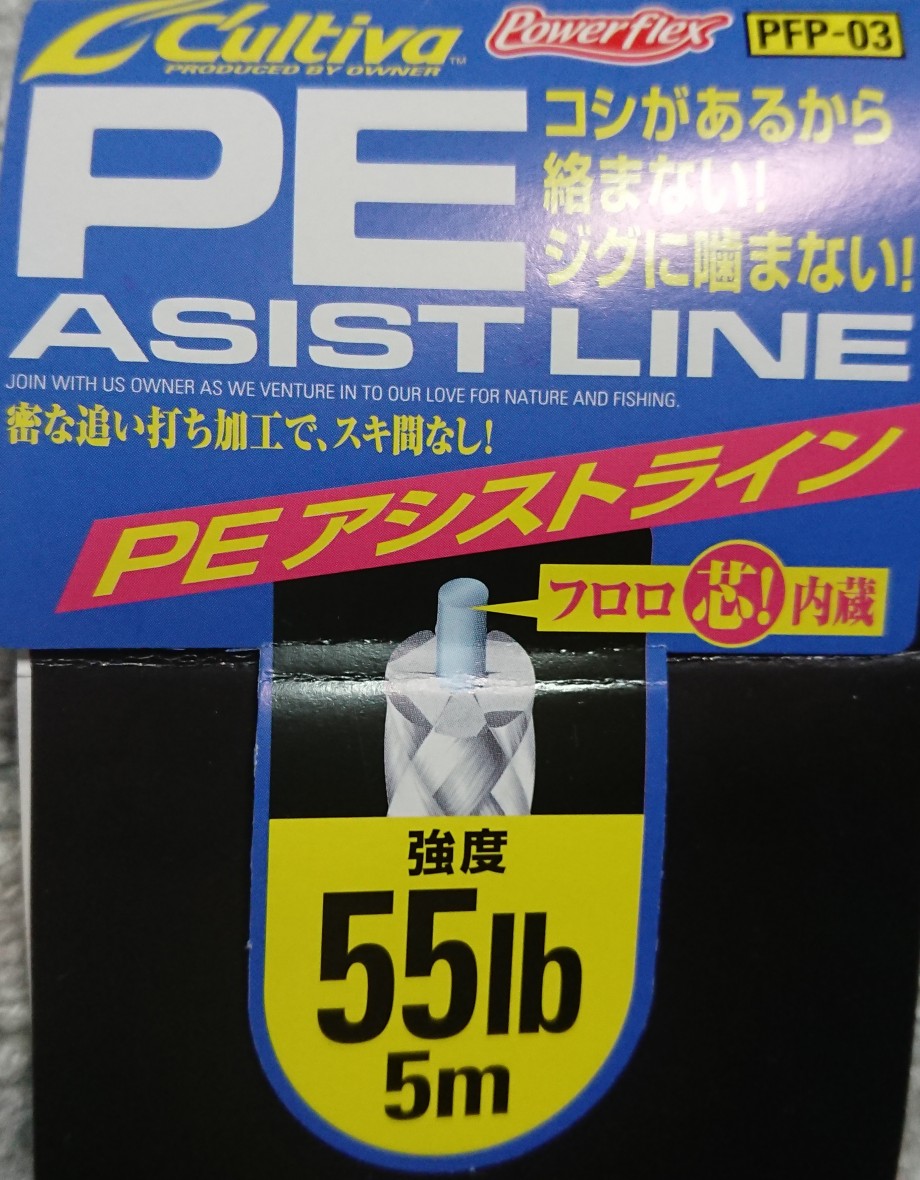 C'ultiva™
PRODUCED BY OWNER
Powerflex
PFP-03
PE
コシがあるから
絡まない!
ジグに噛まない!
ASIST LINE
JOIN WITH US OWNER AS WE VENTURE IN TO OUR LOVE FOR NATURE AND FISHING.
密な追い打ち加工で、スキ間なし!
PEアシストライン
フロロ芯!内蔵
強度
55lb
5m